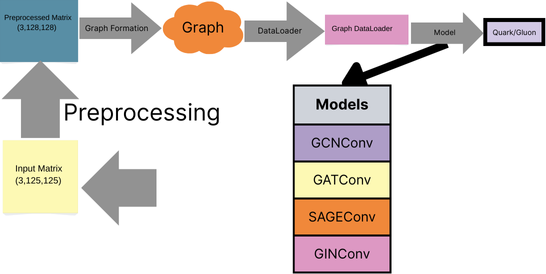 Preprocessed Matrix
(3,128,128)
Graph Formation
Graph
DataLoader
Graph DataLoader
Model
Quark/Gluon
Preprocessing
Input Matrix
(3,125,125)
Models
GCNConv
GATConv
SAGEConv
GINConv